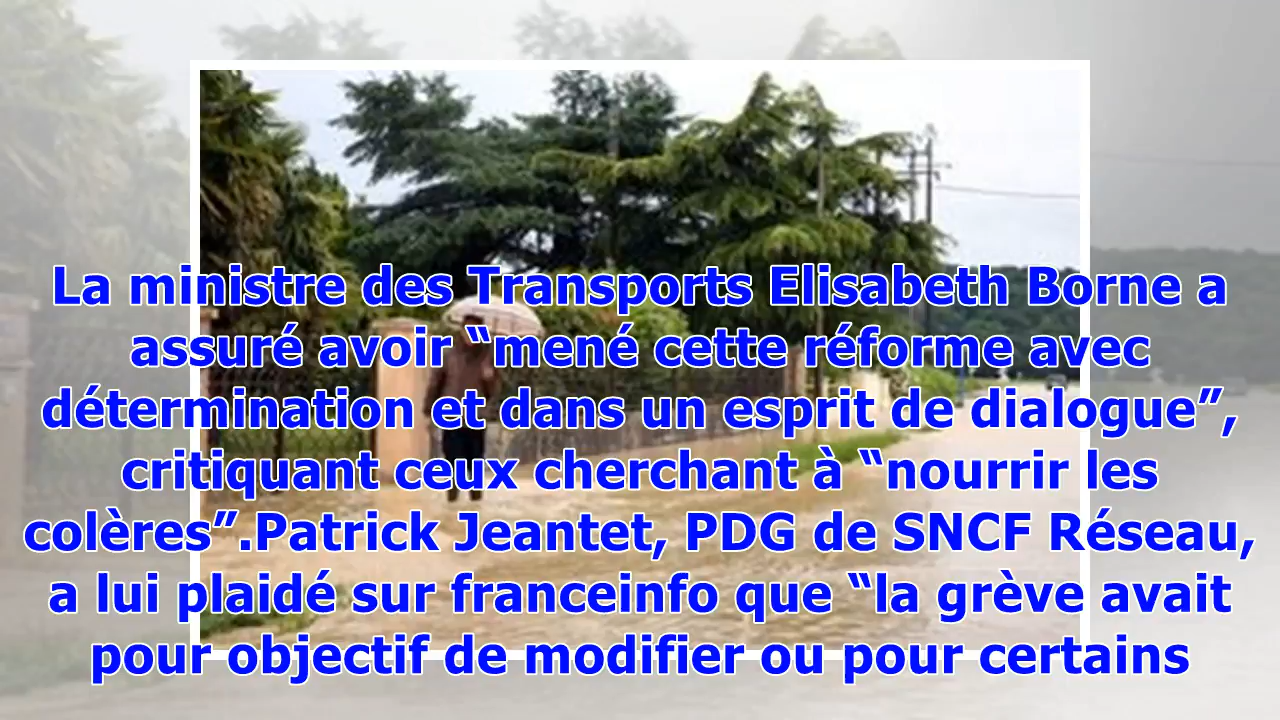 La ministre des Transports Elisabeth Borne a
assuré avoir “mené cette réforme avec
détermination et dans un esprit de dialogue”,
critiquant ceux cherchant à “nourrir les
colères”.Patrick Jeantet, PDG de SNCF Réseau,
a lui plaidé sur franceinfo que “la grève avait
pour objectif de modifier ou pour certains